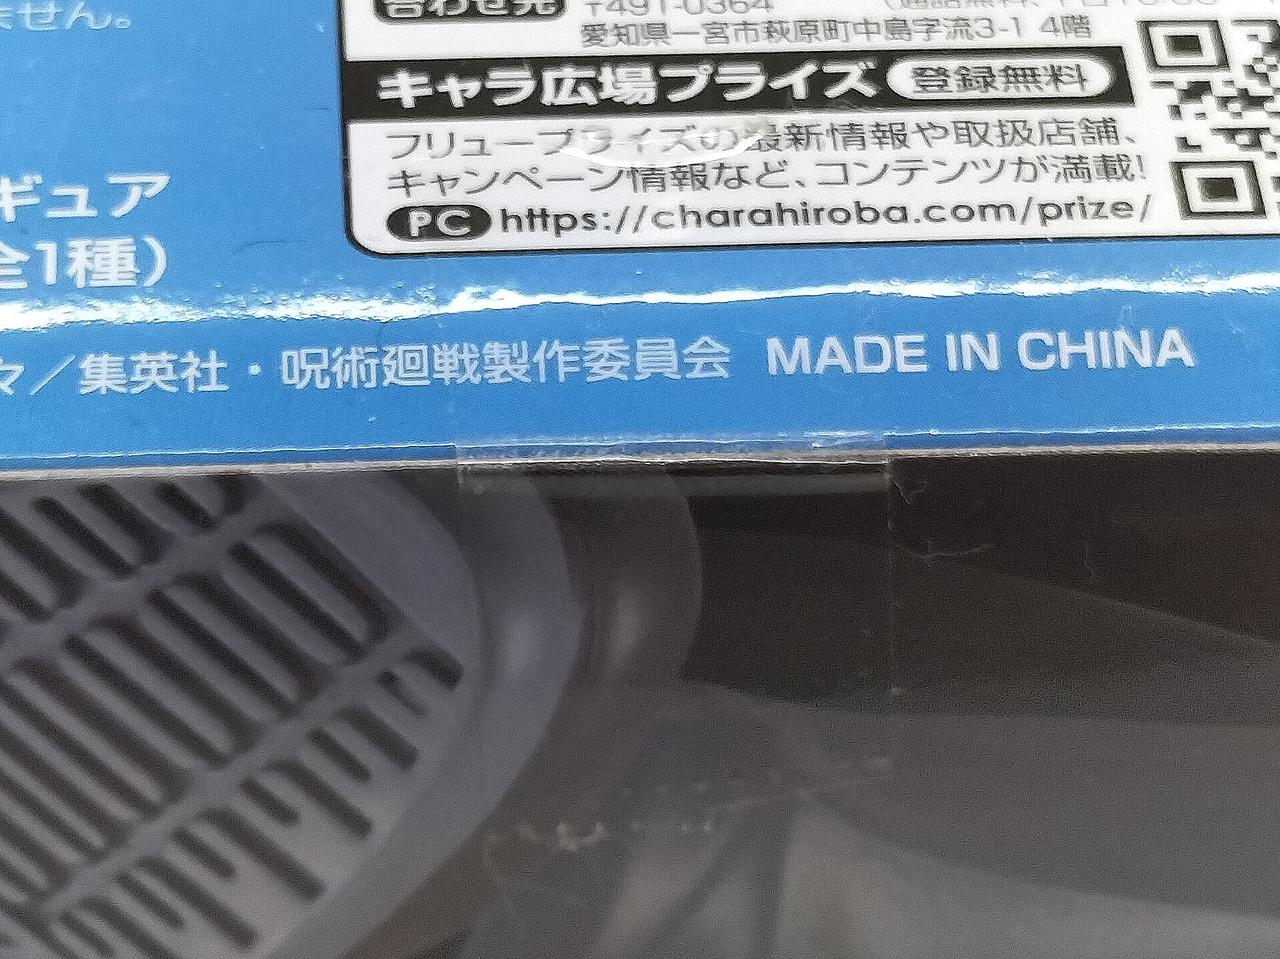 ません。
合わせ先
〒491-0364
愛知県一宮市萩原町中島字流3-1 4階
キャラ広場プライズ 登録無料
フリュープライズの最新情報や取扱店舗、
キャンペーン情報など、コンテンツが満載!
PC https://charahiroba.com/prize/
ギュア
全1種）
々／集英社・呪術廻戦製作委員会 MADE IN CHINA